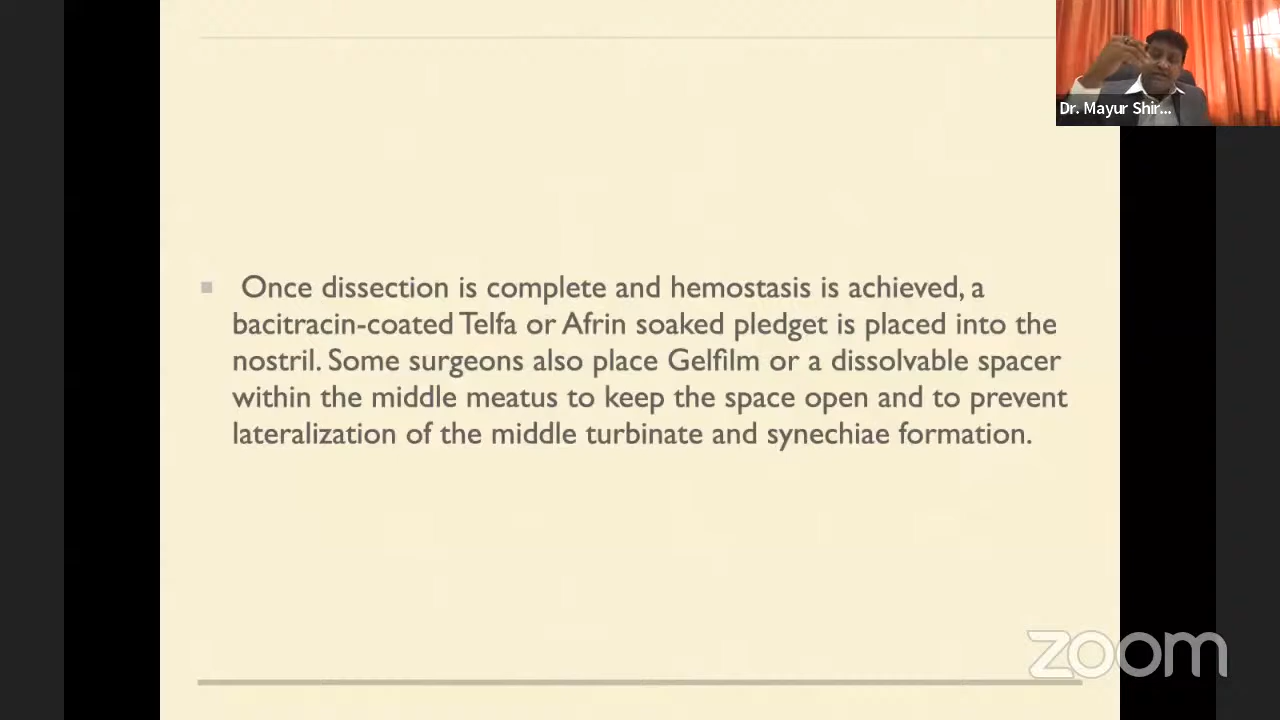 Dr. Mayur Shir...
Once dissection is complete and hemostasis is achieved, a
bacitracin-coated Telfa or Afrin soaked pledget is placed into the
nostril. Some surgeons also place Gelfilm or a dissolvable spacer
within the middle meatus to keep the space open and to prevent
lateralization of the middle turbinate and synechiae formation.
zoom